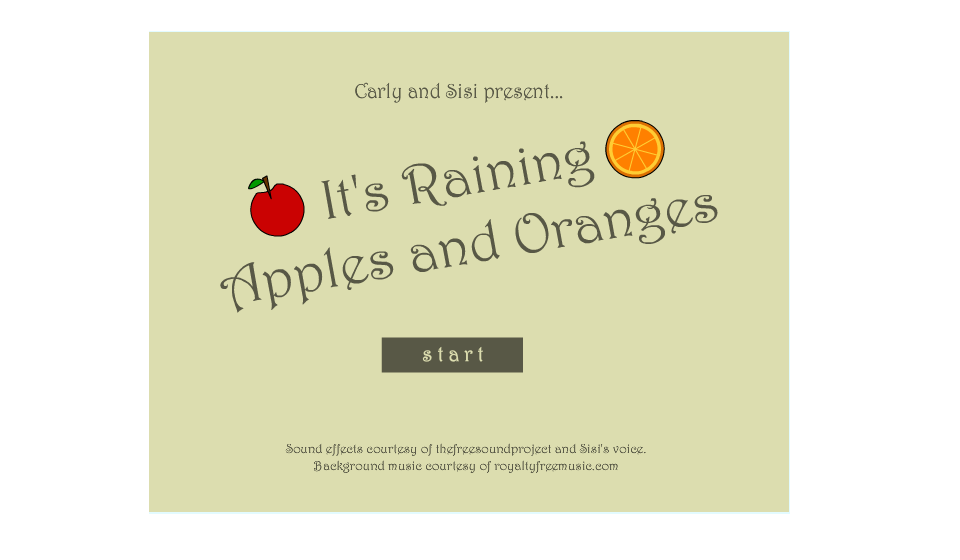 Carly and Sisi present...
It's Raining
Apples and Oranges
start
Sound effects courtesy of thefreesoundproject and Sisi's voice.
Background music courtesy of royaltyfreemusic.com